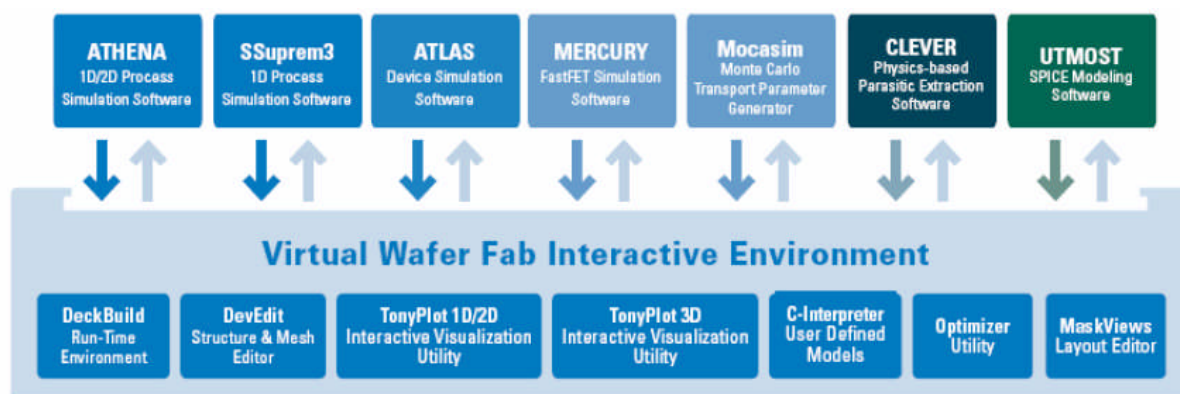 ATHENA
1D/2D Process
Simulation Software
SSuprem3
1D Process
Simulation Software
ATLAS
Device Simulation
Software
MERCURY
FastFET Simulation
Software
Mocasim
Monte Carlo
Transport Parameter
Generator
CLEVER
Physics-based
Parasitic Extraction
Software
UTMOST
SPICE Modeling
Software
Virtual Wafer Fab Interactive Environment
DeckBuild
Run-Time
Environment
DevEdit
Structure & Mesh
Editor
TonyPlot 1D/2D
Interactive Visualization
Utility
TonyPlot 3D
Interactive Visualization
Utility
C-Interpreter
User Defined
Models
Optimizer
Utility
MaskViews
Layout Editor